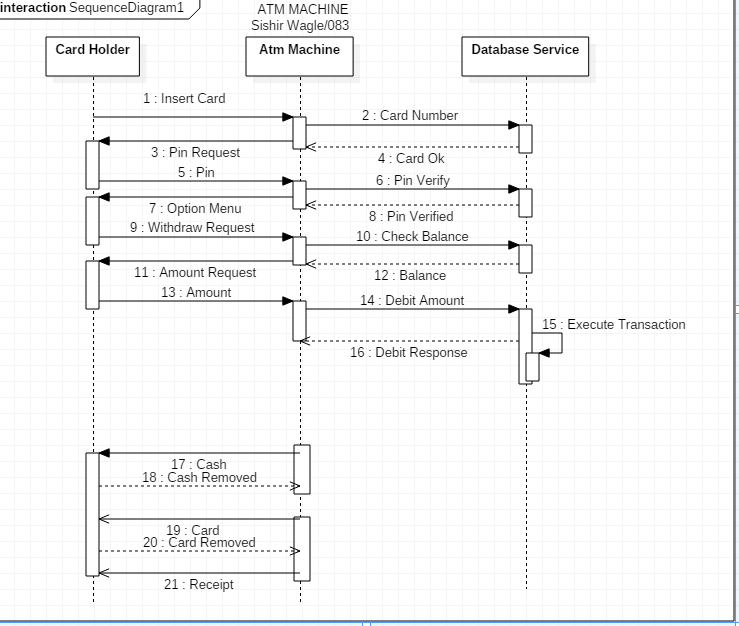 interaction SequenceDiagram1
ATM MACHINE
Sishir Wagle/083
Card Holder
Atm Machine
Database Service
1 : Insert Card
2 : Card Number
3 : Pin Request
4 : Card Ok
5 : Pin
6 : Pin Verify
7 : Option Menu
8 : Pin Verified
9 : Withdraw Request
10 : Check Balance
11 : Amount Request
12 : Balance
13 : Amount
14 : Debit Amount
15 : Execute Transaction
16 : Debit Response
17 : Cash
18 : Cash Removed
19 : Card
20 : Card Removed
21 : Receipt